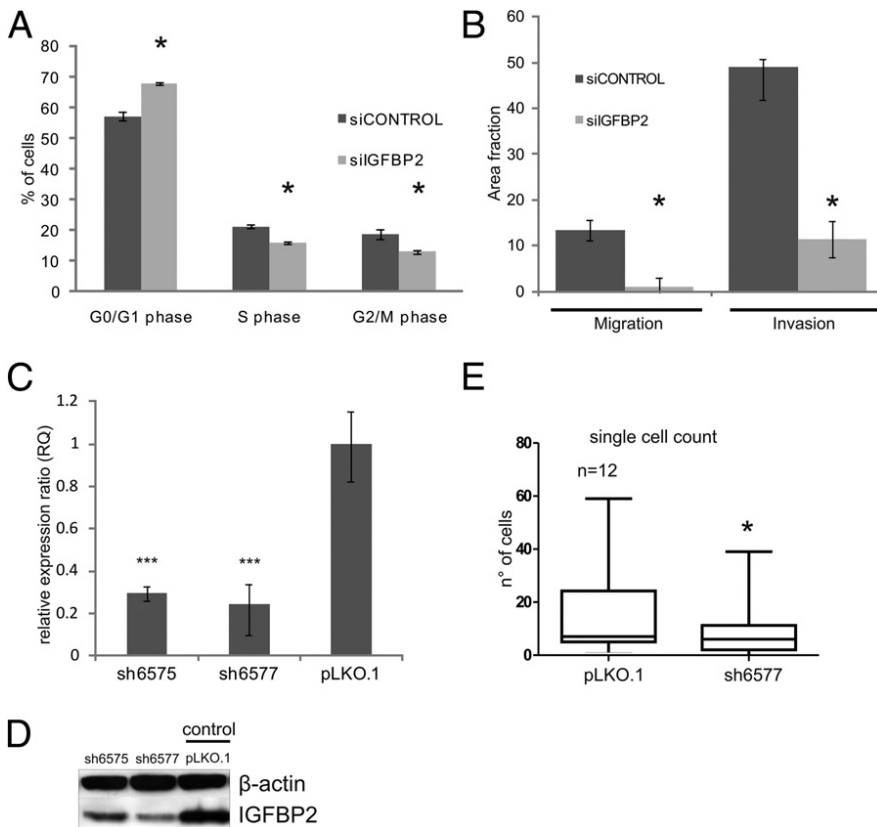 A
80
70
60
50
40
30
20
10
0
% of cells
*
*
*
siCONTROL
siIGFBP2
G0/G1 phase
S phase
G2/M phase
B
60
50
40
30
20
10
0
Area fraction
siCONTROL
siIGFBP2
*
*
Migration
Invasion
C
1.2
1
0.8
0.6
0.4
0.2
0
relative expression ratio (RQ)
***
***
sh6575
sh6577
pLKO.1
E
single cell count
n=12
80
60
40
20
0
n° of cells
*
pLKO.1
sh6577
D
control
sh6575 sh6577 pLKO.1
β-actin
IGFBP2